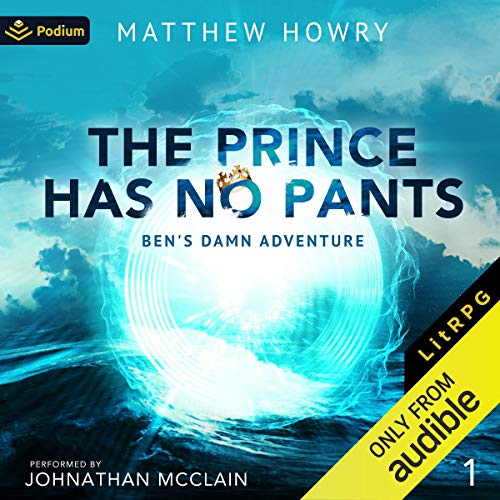 Podium
MATTHEW HOWRY
THE PRINCE
HAS NO PANTS
BEN'S DAMN ADVENTURE
LitRPG
ONLY FROM
audible
PERFORMED BY
JOHNATHAN MCCLAIN
1